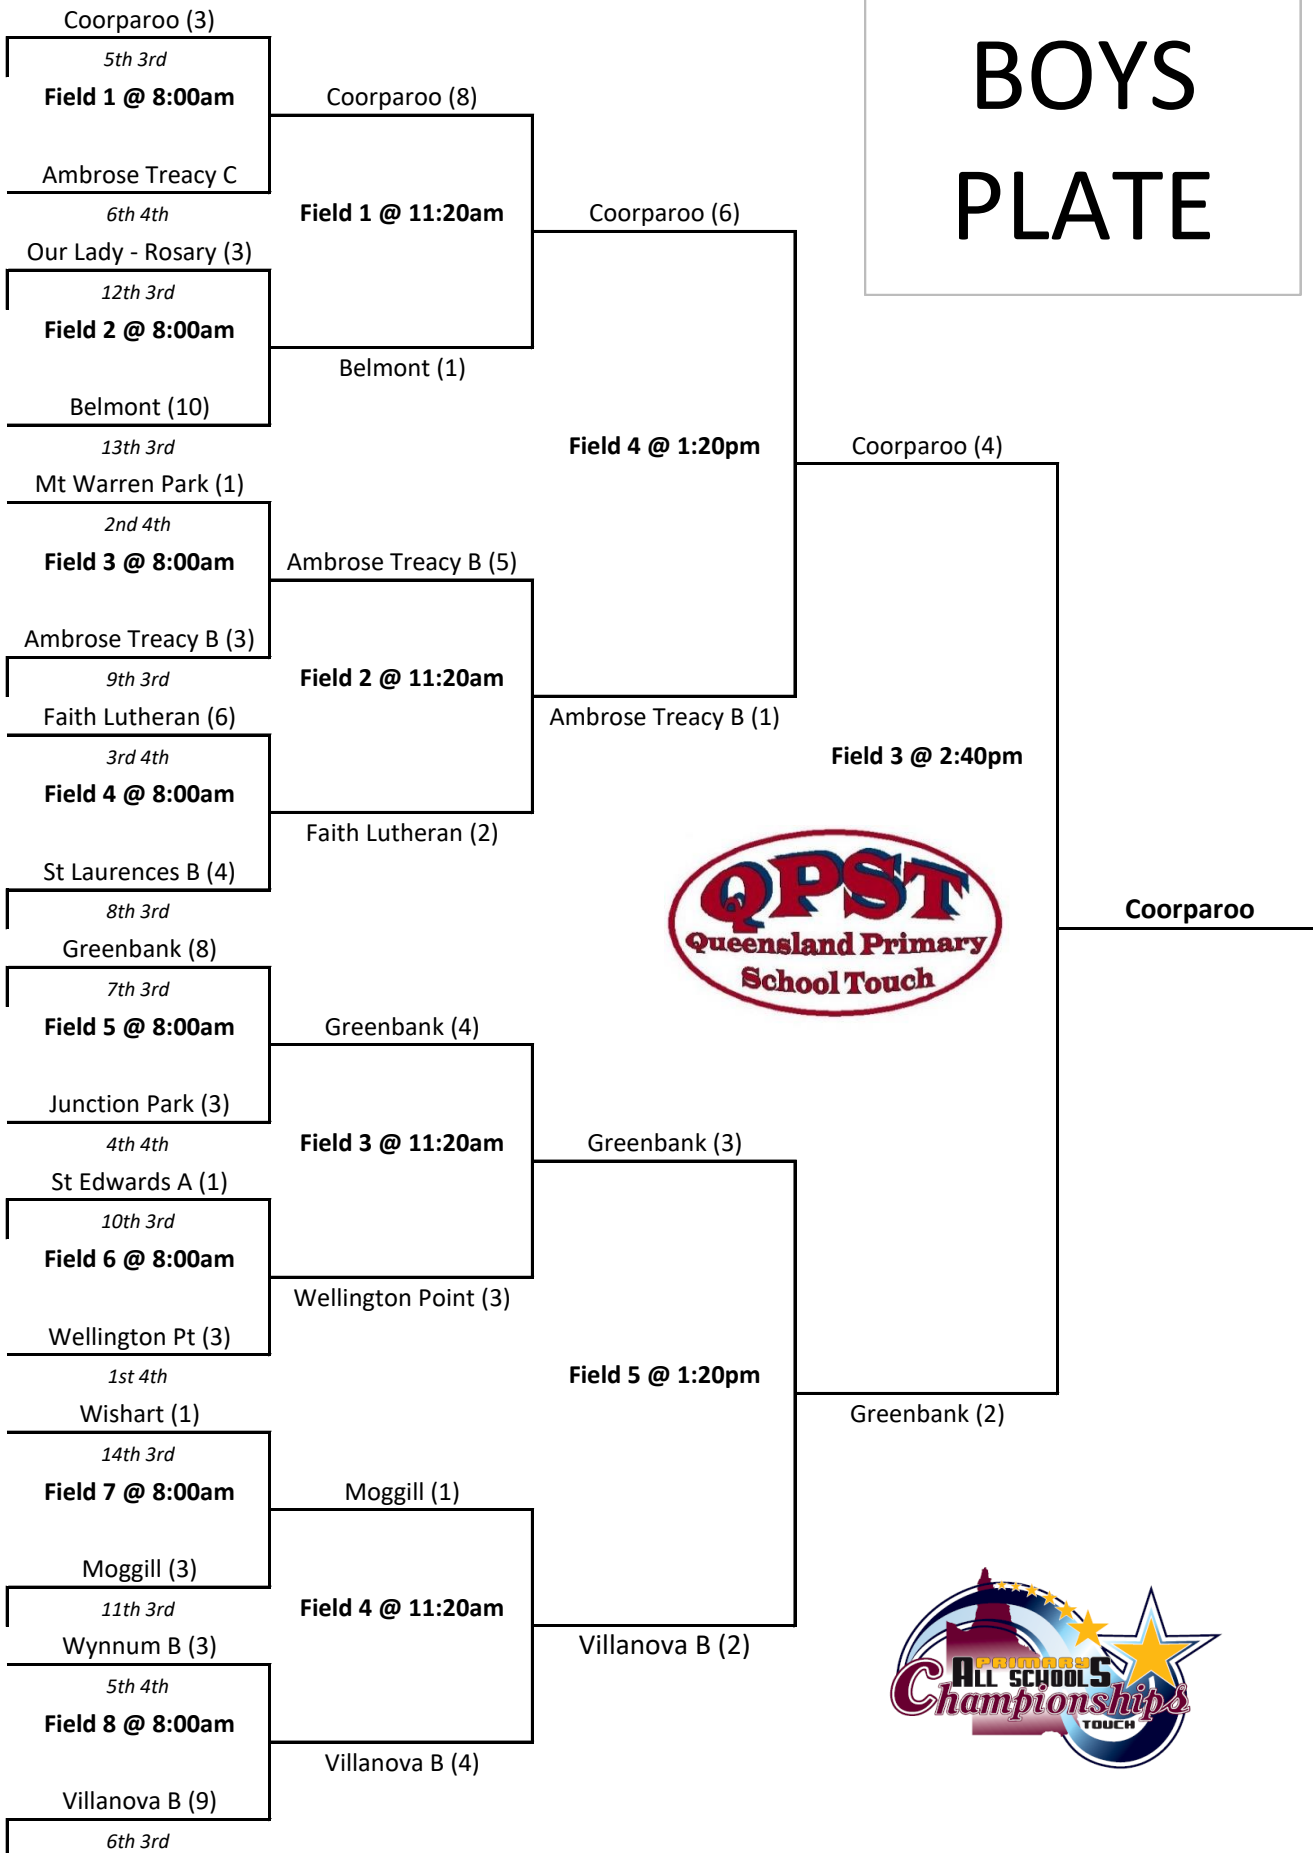 BOYS
PLATE
Coorparoo (3)
5th 3rd
Field 1 @ 8:00am
Ambrose Treacy C
6th 4th
Our Lady - Rosary (3)
12th 3rd
Field 2 @ 8:00am
Belmont (10)
13th 3rd
Mt Warren Park (1)
2nd 4th
Field 3 @ 8:00am
Ambrose Treacy B (3)
9th 3rd
Faith Lutheran (6)
3rd 4th
Field 4 @ 8:00am
St Laurences B (4)
8th 3rd
Greenbank (8)
7th 3rd
Field 5 @ 8:00am
Junction Park (3)
4th 4th
St Edwards A (1)
10th 3rd
Field 6 @ 8:00am
Wellington Pt (3)
1st 4th
Wishart (1)
14th 3rd
Field 7 @ 8:00am
Moggill (3)
11th 3rd
Wynnum B (3)
5th 4th
Field 8 @ 8:00am
Villanova B (9)
6th 3rd
Coorparoo (8)
Field 1 @ 11:20am
Belmont (1)
Ambrose Treacy B (5)
Field 2 @ 11:20am
Faith Lutheran (2)
Greenbank (4)
Field 3 @ 11:20am
Wellington Point (3)
Moggill (1)
Field 4 @ 11:20am
Villanova B (4)
Coorparoo (6)
Field 4 @ 1:20pm
Ambrose Treacy B (1)
Greenbank (3)
Field 5 @ 1:20pm
Villanova B (2)
Coorparoo (4)
Field 3 @ 2:40pm
Greenbank (2)
Coorparoo
QPST
Queensland Primary
School Touch
PRIMARY
ALL SCHOOLS
Championships
TOUCH